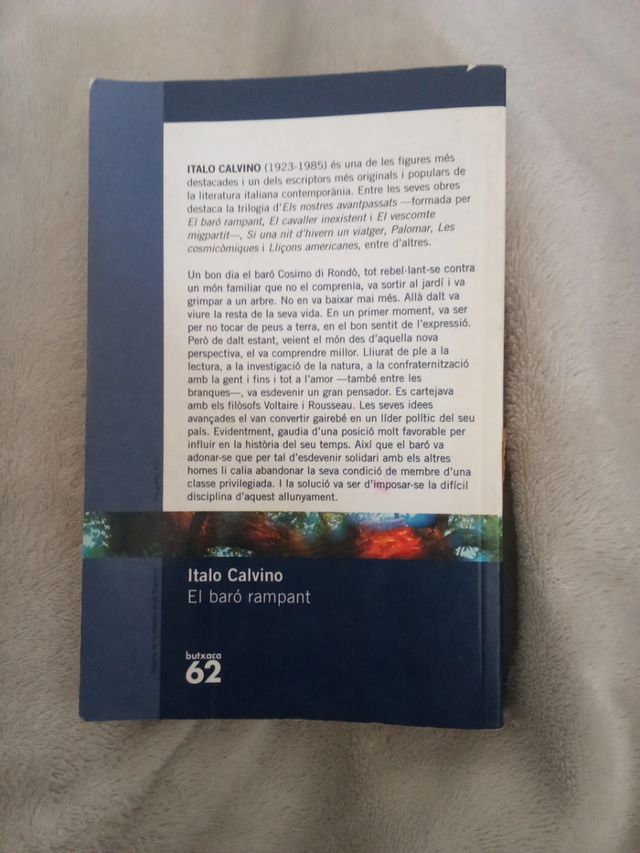 ITALO CALVINO (1923-1985) és una de les figures més
destacades i un dels escriptors més originals i populars de
la literatura italiana contemporània. Entre les seves obres
destaca la trilogia d'Els nostres avantpassats —formada per
El baró rampant, El cavaller inexistent i El vescomte
migpartit—, Si una nit d'hivern un viatger, Palomar, Les
cosmicòmiques i Lliçons americanes, entre d'altres.
Un bon dia el baró Cosimo di Rondò, tot rebel·lant-se contra
un món familiar que no el comprenia, va sortir al jardí i va
grimpar a un arbre. No en va baixar mai més. Allà dalt va
viure la resta de la seva vida. En un primer moment, va ser
per no tocar de peus a terra, en el bon sentit de l'expressió.
Però de dalt estant, veient el món des d'aquella nova
perspectiva, el va comprendre millor. Lliurat de ple a la
lectura, a la investigació de la natura, a la confraternització
amb la gent i fins i tot a l'amor —també entre les
branques—, va esdevenir un gran pensador. Es cartejava
amb els filòsofs Voltaire i Rousseau. Les seves idees
avançades el van convertir gairebé en un líder polític del seu
país. Evidentment, gaudia d'una posició molt favorable per
influir en la història del seu temps. Així que el baró va
adonar-se que per tal d'esdevenir solidari amb els altres
homes li calia abandonar la seva condició de membre d'una
classe privilegiada. I la solució va ser d'imposar-se la difícil
disciplina d'aquest allunyament.
Italo Calvino
El baró rampant
butxaca
62